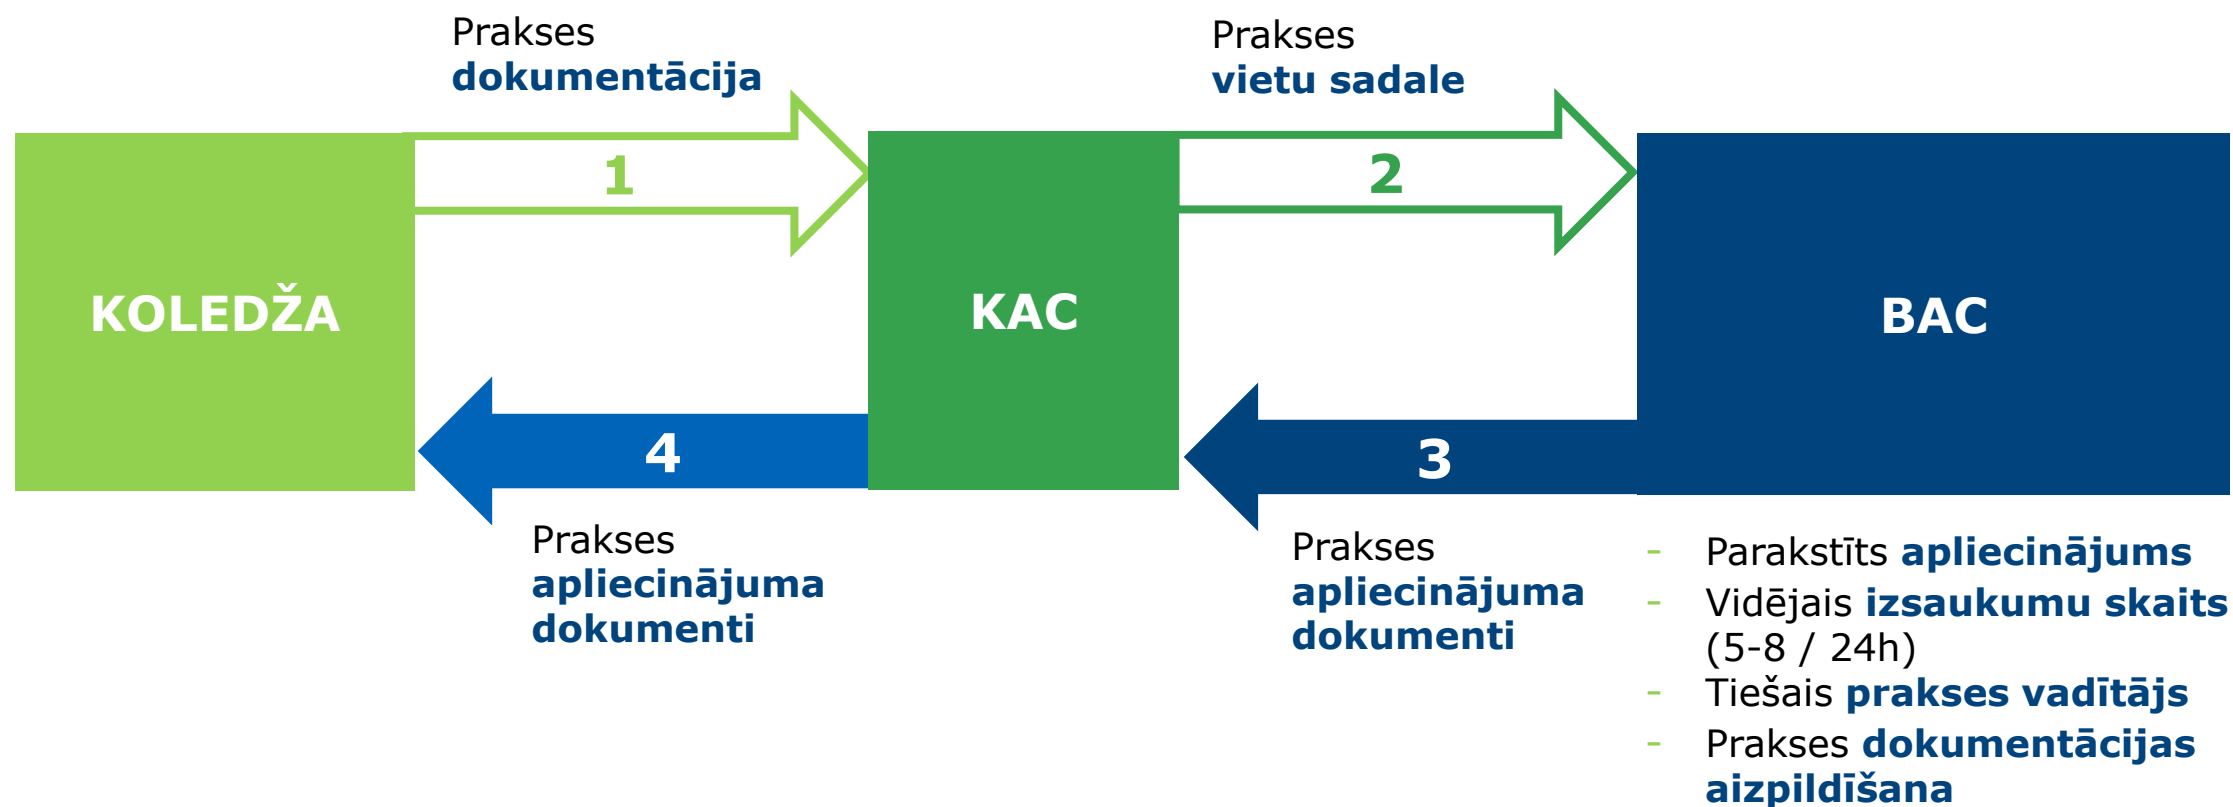 Prakses
dokumentācija
Prakses
vietu sadale
1
2
KOLEDŽA
KAC
BAC
4
3
Prakses
apliecinājuma
dokumenti
Prakses
apliecinājuma
dokumenti
- Parakstīts apliecinājums
- Vidējais izsaukumu skaits
(5-8 / 24h)
- Tiešais prakses vadītājs
- Prakses dokumentācijas
aizpildīšana